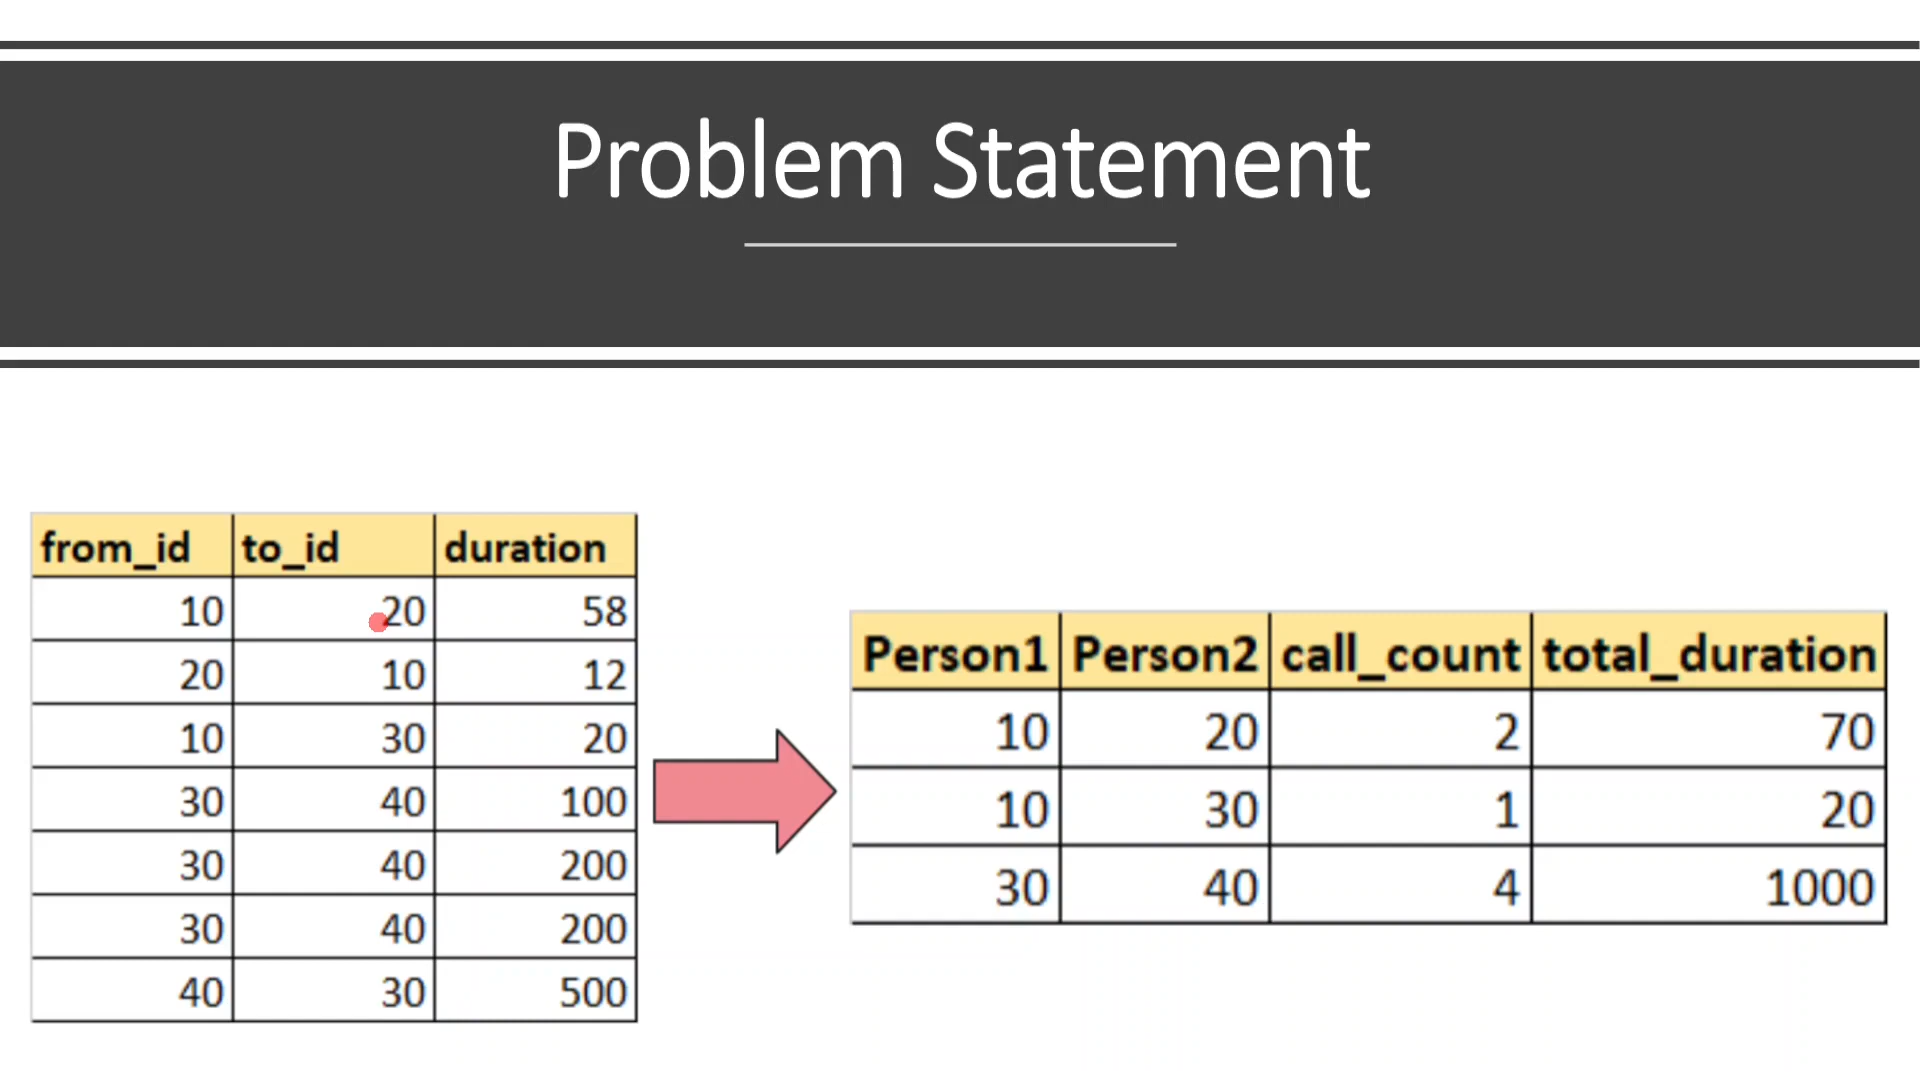 Problem Statement
from_id to_id duration
10 20 58
20 10 12
10 30 20
30 40 100
30 40 200
30 40 200
40 30 500
Person1 Person2 call_count total_duration
10 20 2 70
10 30 1 20
30 40 4 1000